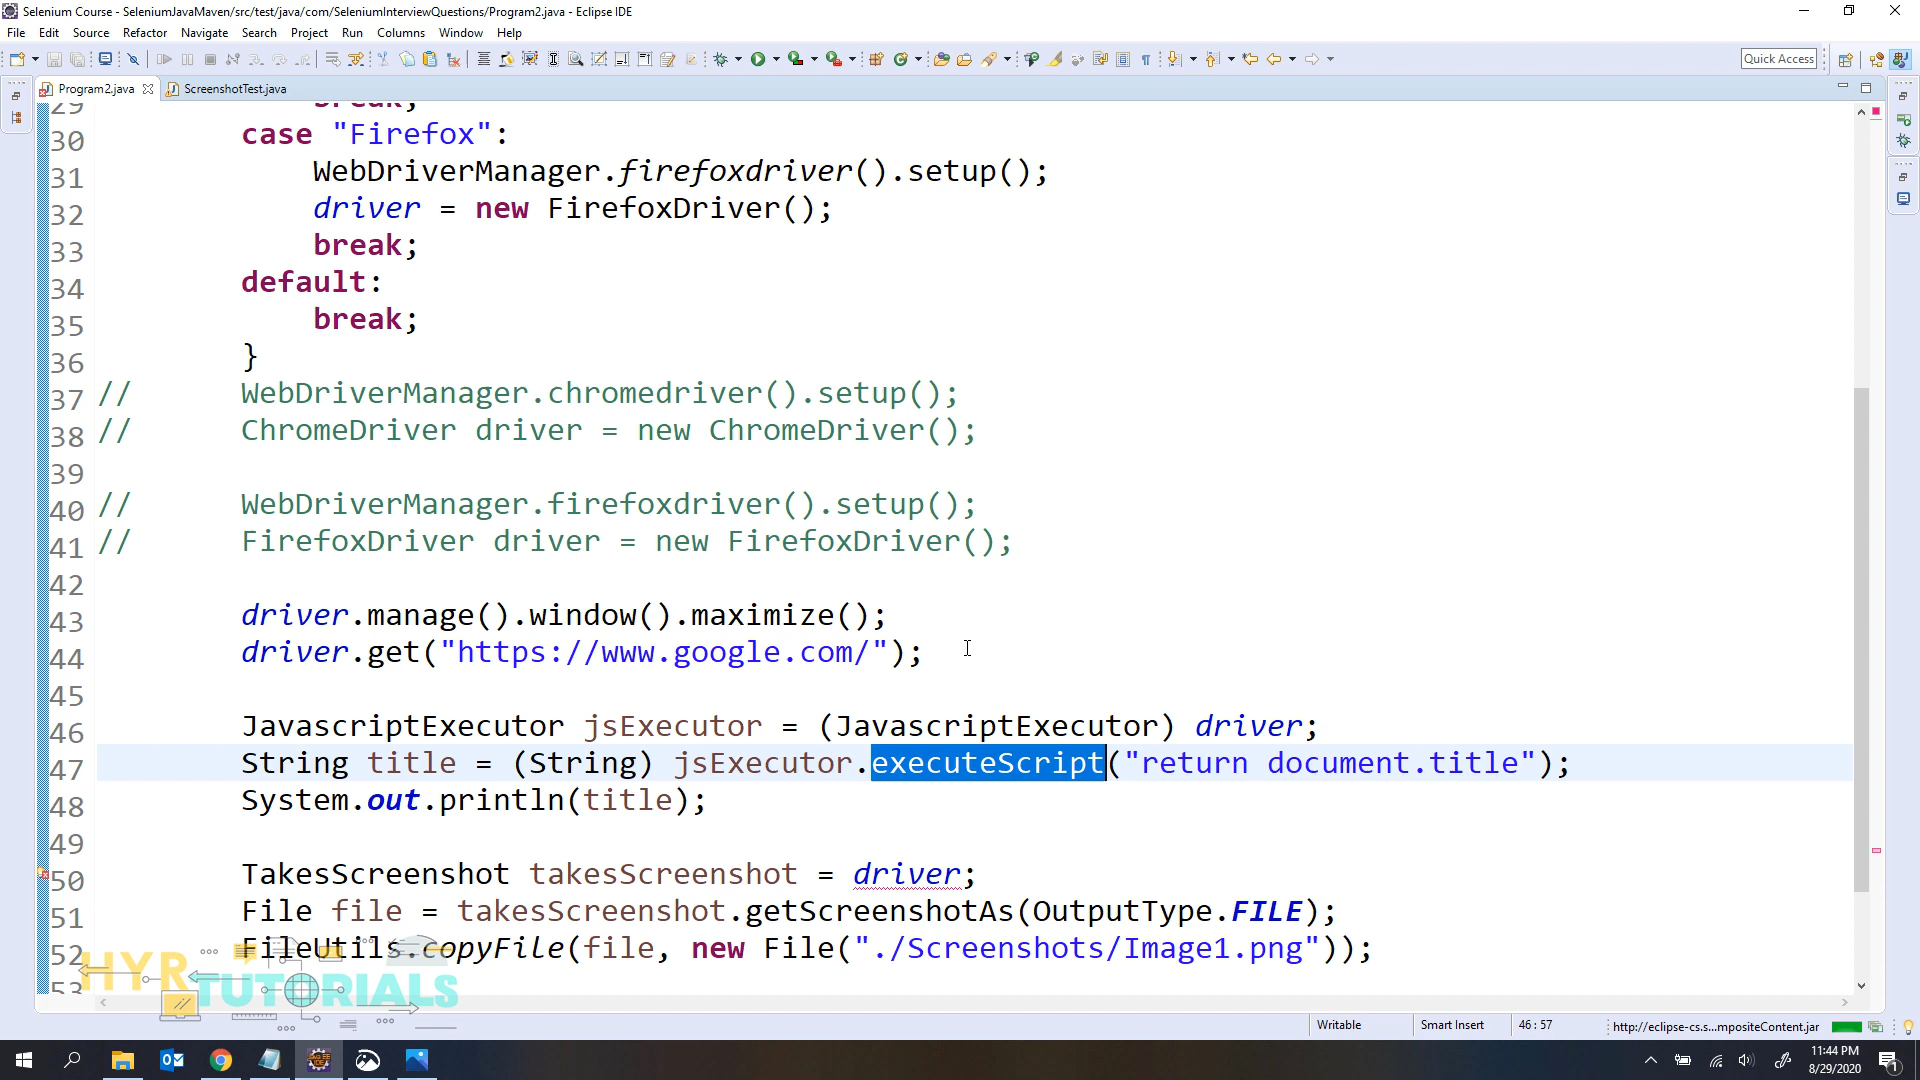 Selenium Course - SeleniumJavaMaven/src/test/java/com/SeleniumInterviewQuestions/Program2.java - Eclipse IDE
File Edit Source Refactor Navigate Search Project Run Columns Window Help
Quick Access
Program2.java ScreenshotTest.java
29 break;
30 case "Firefox":
31 WebDriverManager.firefoxdriver().setup();
32 driver = new FirefoxDriver();
33 break;
34 default:
35 break;
36 }
37 // WebDriverManager.chromedriver().setup();
38 // ChromeDriver driver = new ChromeDriver();
39
40 // WebDriverManager.firefoxdriver().setup();
41 // FirefoxDriver driver = new FirefoxDriver();
42
43 driver.manage().window().maximize();
44 driver.get("https://www.google.com/");
45
46 JavascriptExecutor jsExecutor = (JavascriptExecutor) driver;
47 String title = (String) jsExecutor.executeScript("return document.title");
48 System.out.println(title);
49
50 TakesScreenshot takesScreenshot = driver;
51 File file = takesScreenshot.getScreenshotAs(OutputType.FILE);
52 FileUtils.copyFile(file, new File("./Screenshots/Image1.png"));
53
HYR TUTORIALS
Writable Smart Insert 46 : 57 http://eclipse-cs.s...mpositeContent.jar
11:44 PM
8/29/2020
1